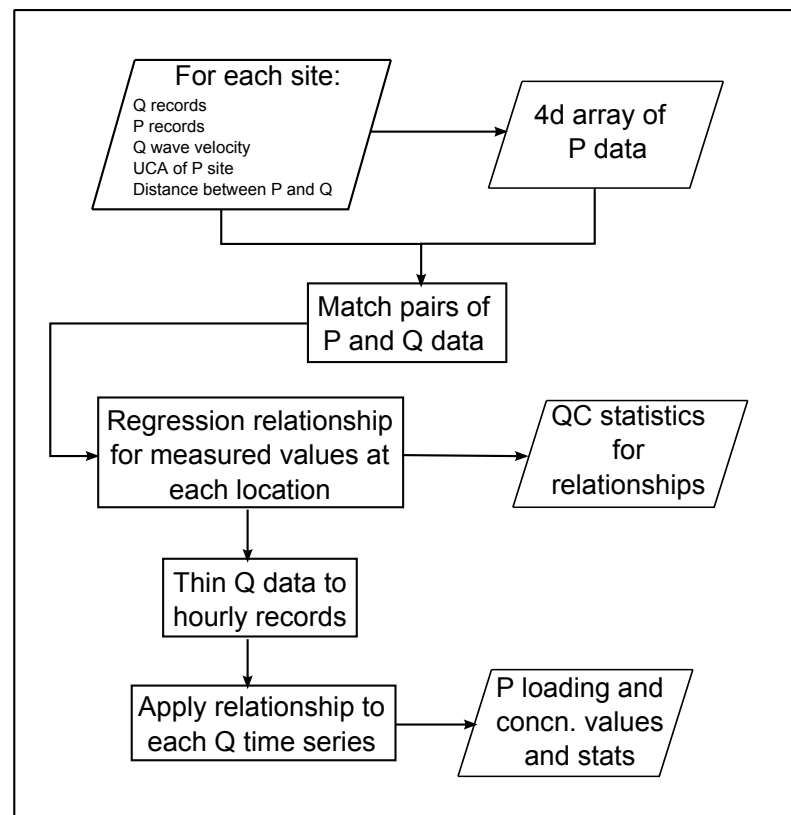 For each site:
Q records
P records
Q wave velocity
UCA of P site
Distance between P and Q
4d array of
P data
Match pairs of
P and Q data
Regression relationship
for measured values at
each location
QC statistics
for
relationships
Thin Q data to
hourly records
Apply relationship to
each Q time series
P loading and
concn. values
and stats